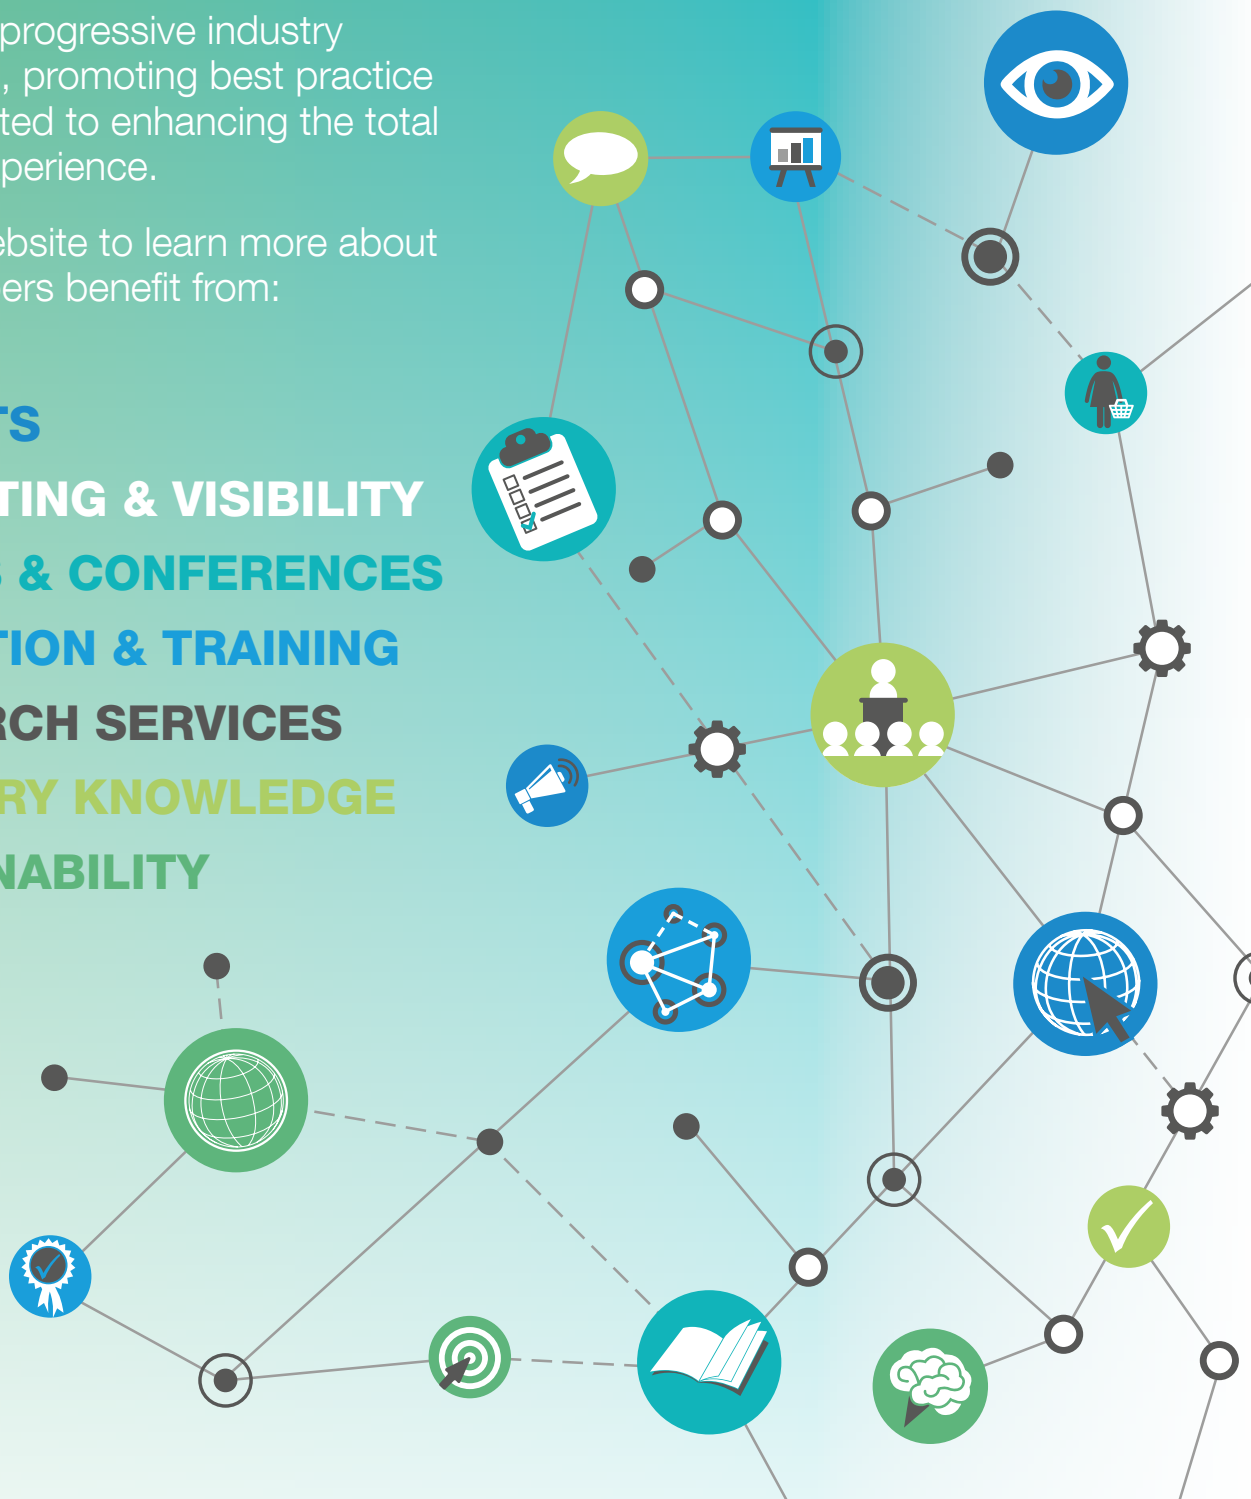 progressive industry
, promoting best practice
ted to enhancing the total
perience.
ebsite to learn more about
ers benefit from:
TS
TING & VISIBILITY
S & CONFERENCES
TION & TRAINING
RCH SERVICES
RY KNOWLEDGE
NABILITY